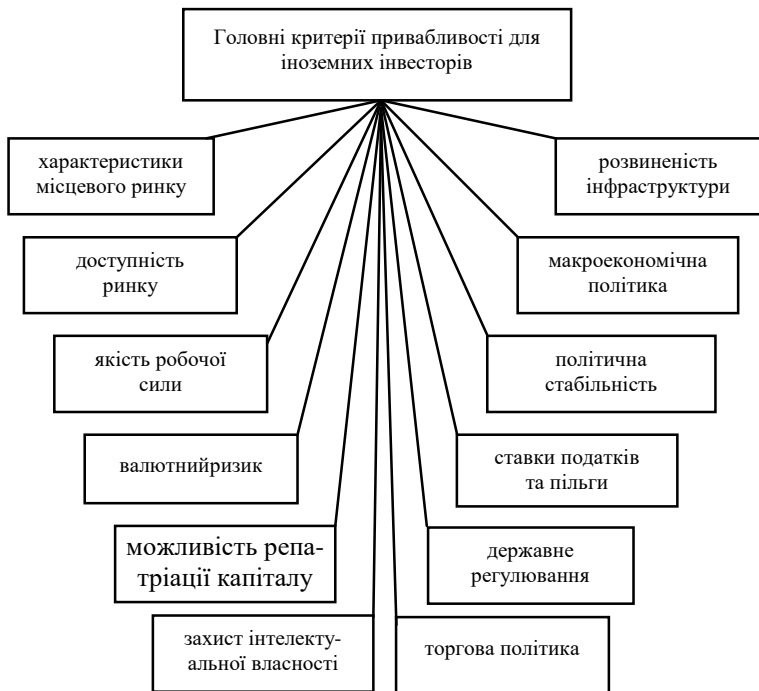 Головні критерії привабливості для
іноземних інвесторів
характеристики
місцевого ринку
розвиненість
інфраструктури
доступність
ринку
макроекономічна
політика
якість робочої
сили
політична
стабільність
валютнийризик
ставки податків
та пільги
можливість репа-
тріації капіталу
державне
регулювання
захист інтелекту-
альної власності
торгова політика